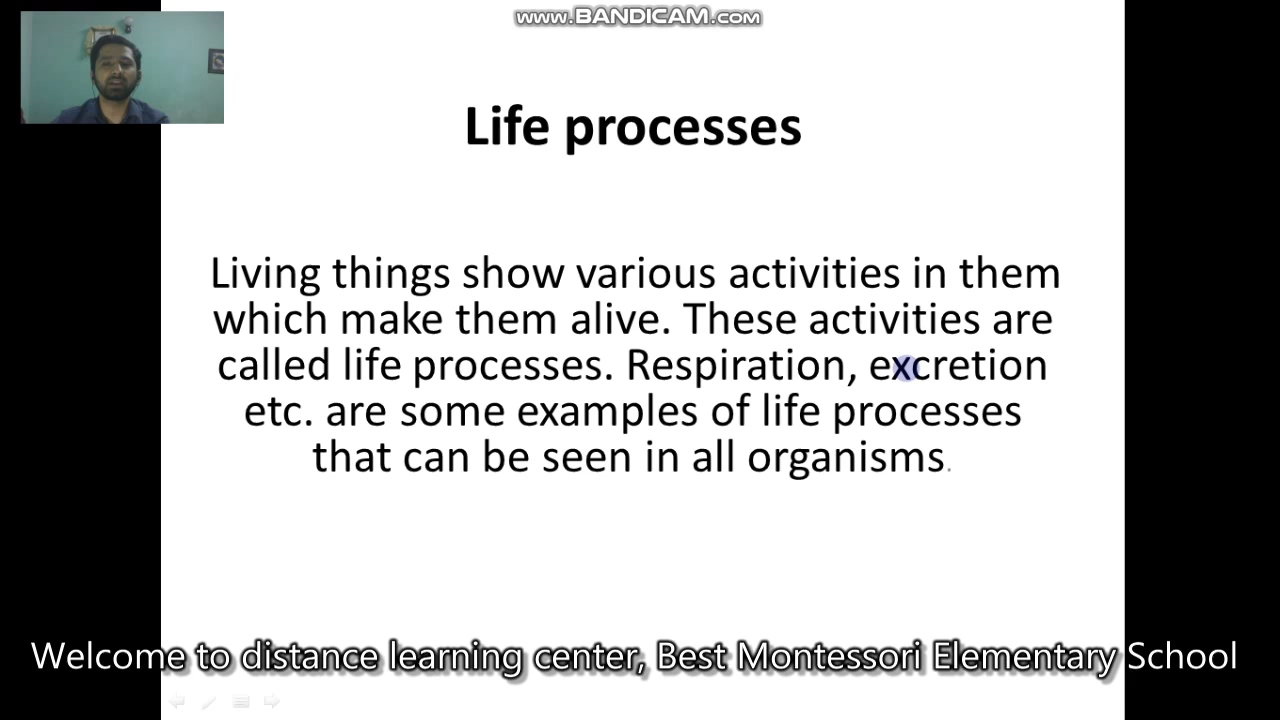 www.BANDICAM.com
Life processes
Living things show various activities in them
which make them alive. These activities are
called life processes. Respiration, excretion
etc. are some examples of life processes
that can be seen in all organisms.
Welcome to distance learning center, Best Montessori Elementary School